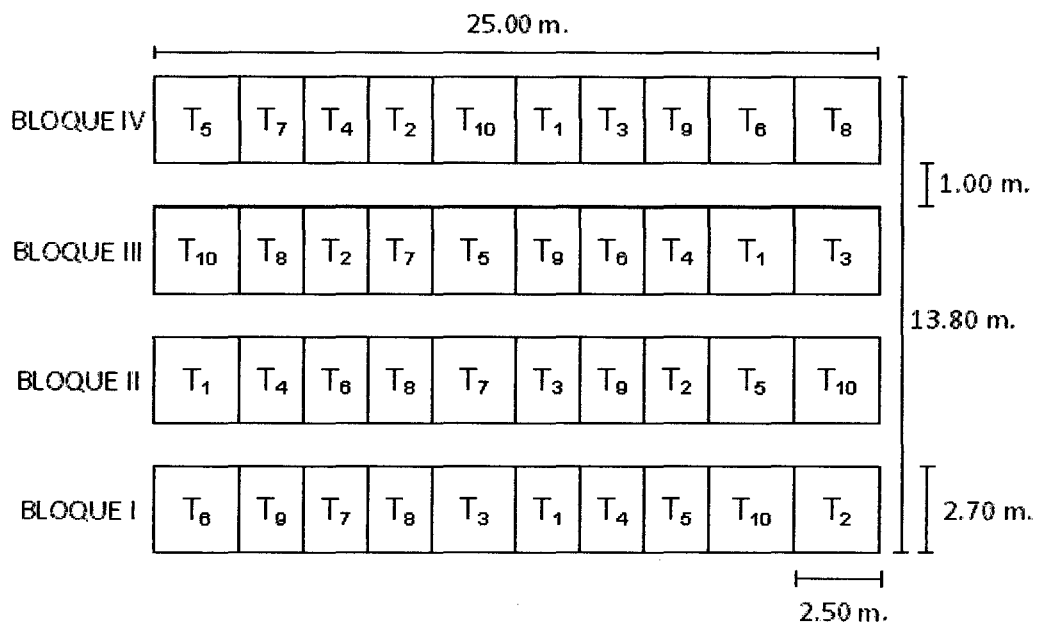 25.00 m.
BLOQUE IV T₅ T₇ T₄ T₂ T₁₀ T₁ T₃ T₉ T₆ T₈
1.00 m.
BLOQUE III T₁₀ T₈ T₂ T₇ T₅ T₉ T₆ T₄ T₁ T₃
13.80 m.
BLOQUE II T₁ T₄ T₆ T₈ T₇ T₃ T₉ T₂ T₅ T₁₀
BLOQUE I T₆ T₉ T₇ T₈ T₃ T₁ T₄ T₅ T₁₀ T₂
2.70 m.
2.50 m.